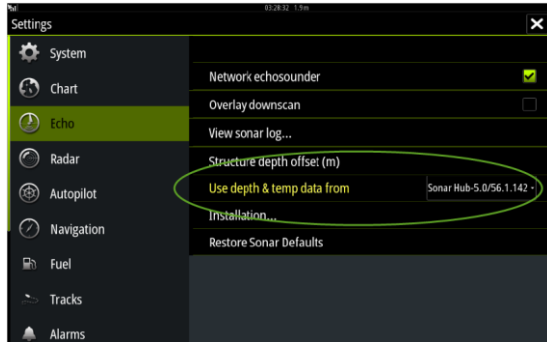 03:28:32 1.9m
Settings
System
Chart
Echo
Radar
Autopilot
Navigation
Fuel
Tracks
Alarms
Network echosounder
Overlay downscan
View sonar log...
Structure depth offset (m)
Use depth & temp data from Sonar Hub-5.0/56.1.142
Installation...
Restore Sonar Defaults